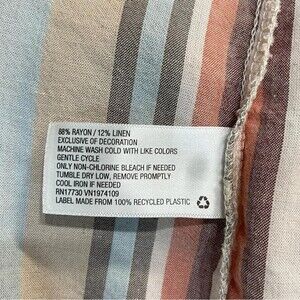 88% RAYON / 12% LINEN
EXCLUSIVE OF DECORATION
MACHINE WASH COLD WITH LIKE COLORS
GENTLE CYCLE
ONLY NON-CHLORINE BLEACH IF NEEDED
TUMBLE DRY LOW, REMOVE PROMPTLY
COOL IRON IF NEEDED
RN17730 VN1974109
LABEL MADE FROM 100% RECYCLED PLASTIC